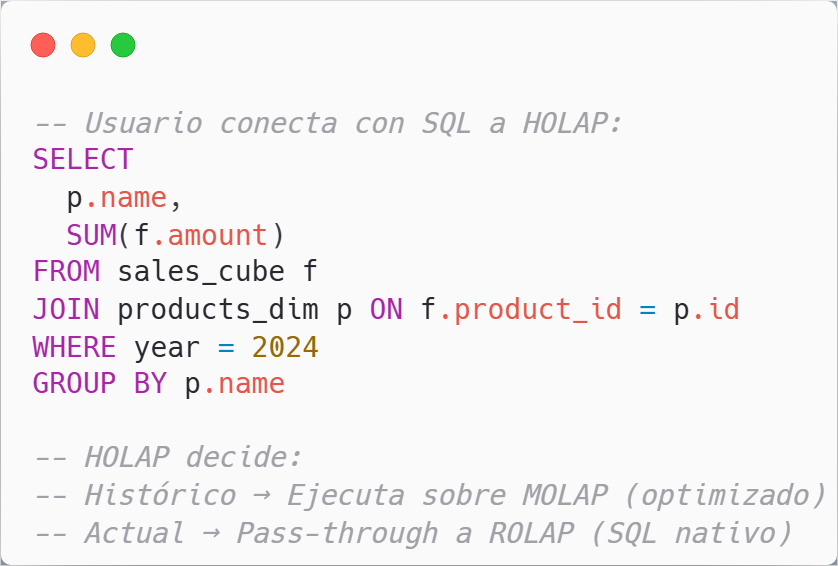 -- Usuario conecta con SQL a HOLAP:
SELECT
  p.name,
  SUM(f.amount)
FROM sales_cube f
JOIN products_dim p ON f.product_id = p.id
WHERE year = 2024
GROUP BY p.name

-- HOLAP decide:
-- Histórico → Ejecuta sobre MOLAP (optimizado)
-- Actual → Pass-through a ROLAP (SQL nativo)